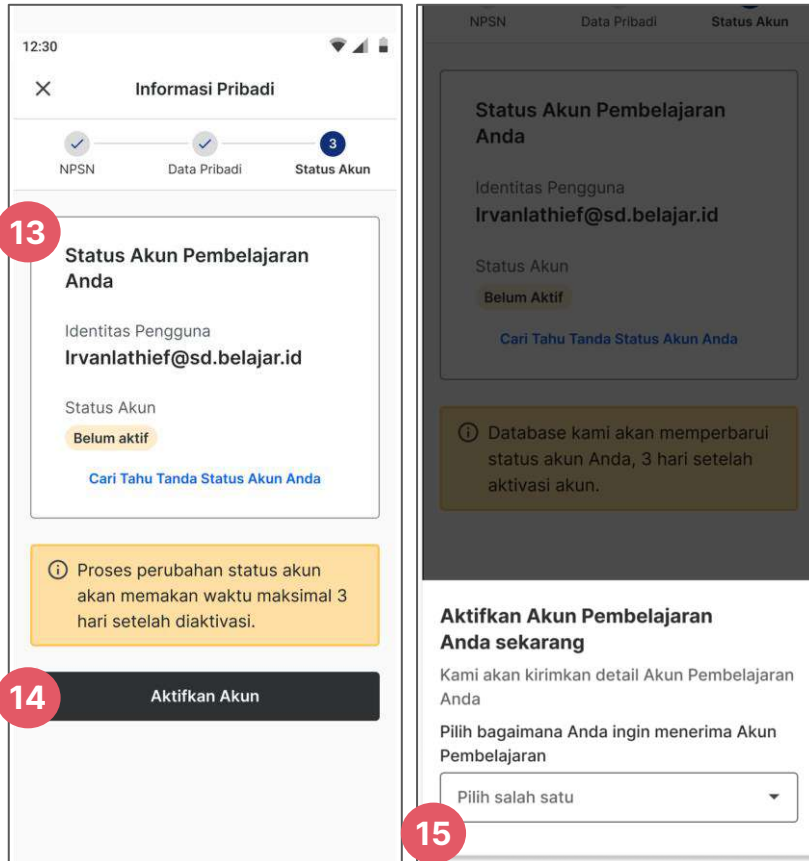 12:30
Informasi Pribadi
3
NPSN
Data Pribadi
Status Akun
13
Status Akun Pembelajaran
Anda
Identitas Pengguna
Irvanlathief@sd.belajar.id
Status Akun
Belum aktif
Cari Tahu Tanda Status Akun Anda
Proses perubahan status akun
akan memakan waktu maksimal 3
hari setelah diaktivasi.
14
Aktifkan Akun
NPSN
Data Pribadi
Status Akun
Status Akun Pembelajaran
Anda
Identitas Pengguna
Irvanlathief@sd.belajar.id
Status Akun
Belum Aktif
Cari Tahu Tanda Status Akun Anda
Database kami akan memperbarui
status akun Anda, 3 hari setelah
aktivasi akun.
Aktifkan Akun Pembelajaran
Anda sekarang
Kami akan kirimkan detail Akun Pembelajaran
Anda
Pilih bagaimana Anda ingin menerima Akun
Pembelajaran
Pilih salah satu
15